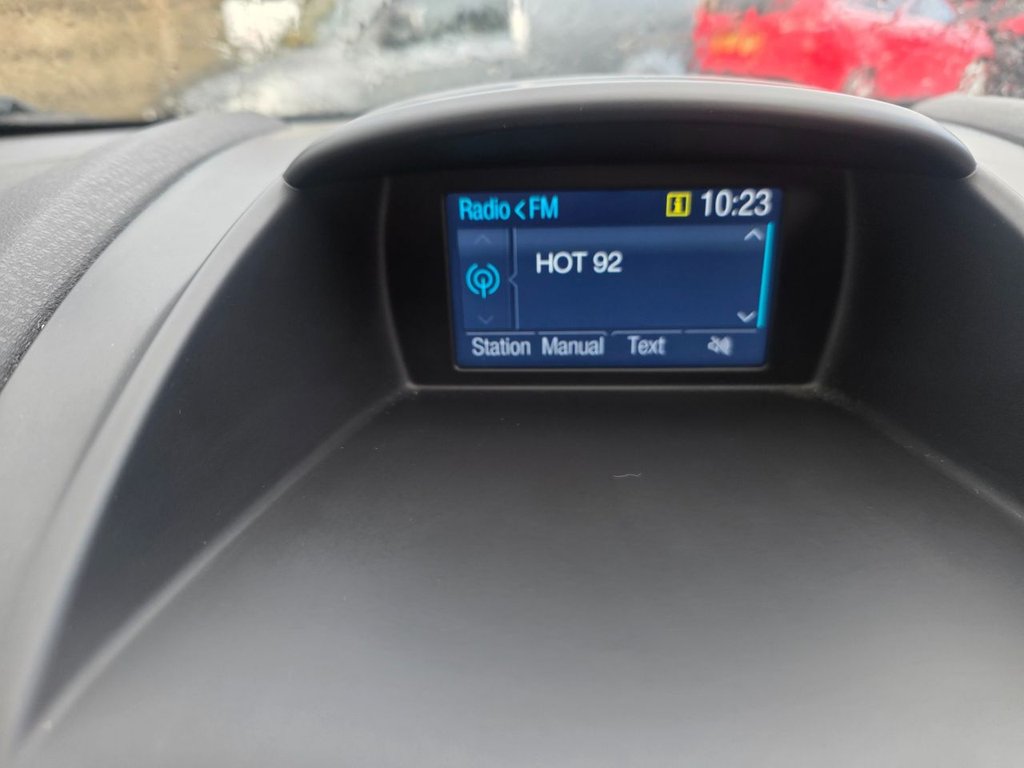 Radio < FM 10:23
HOT 92
Station Manual Text